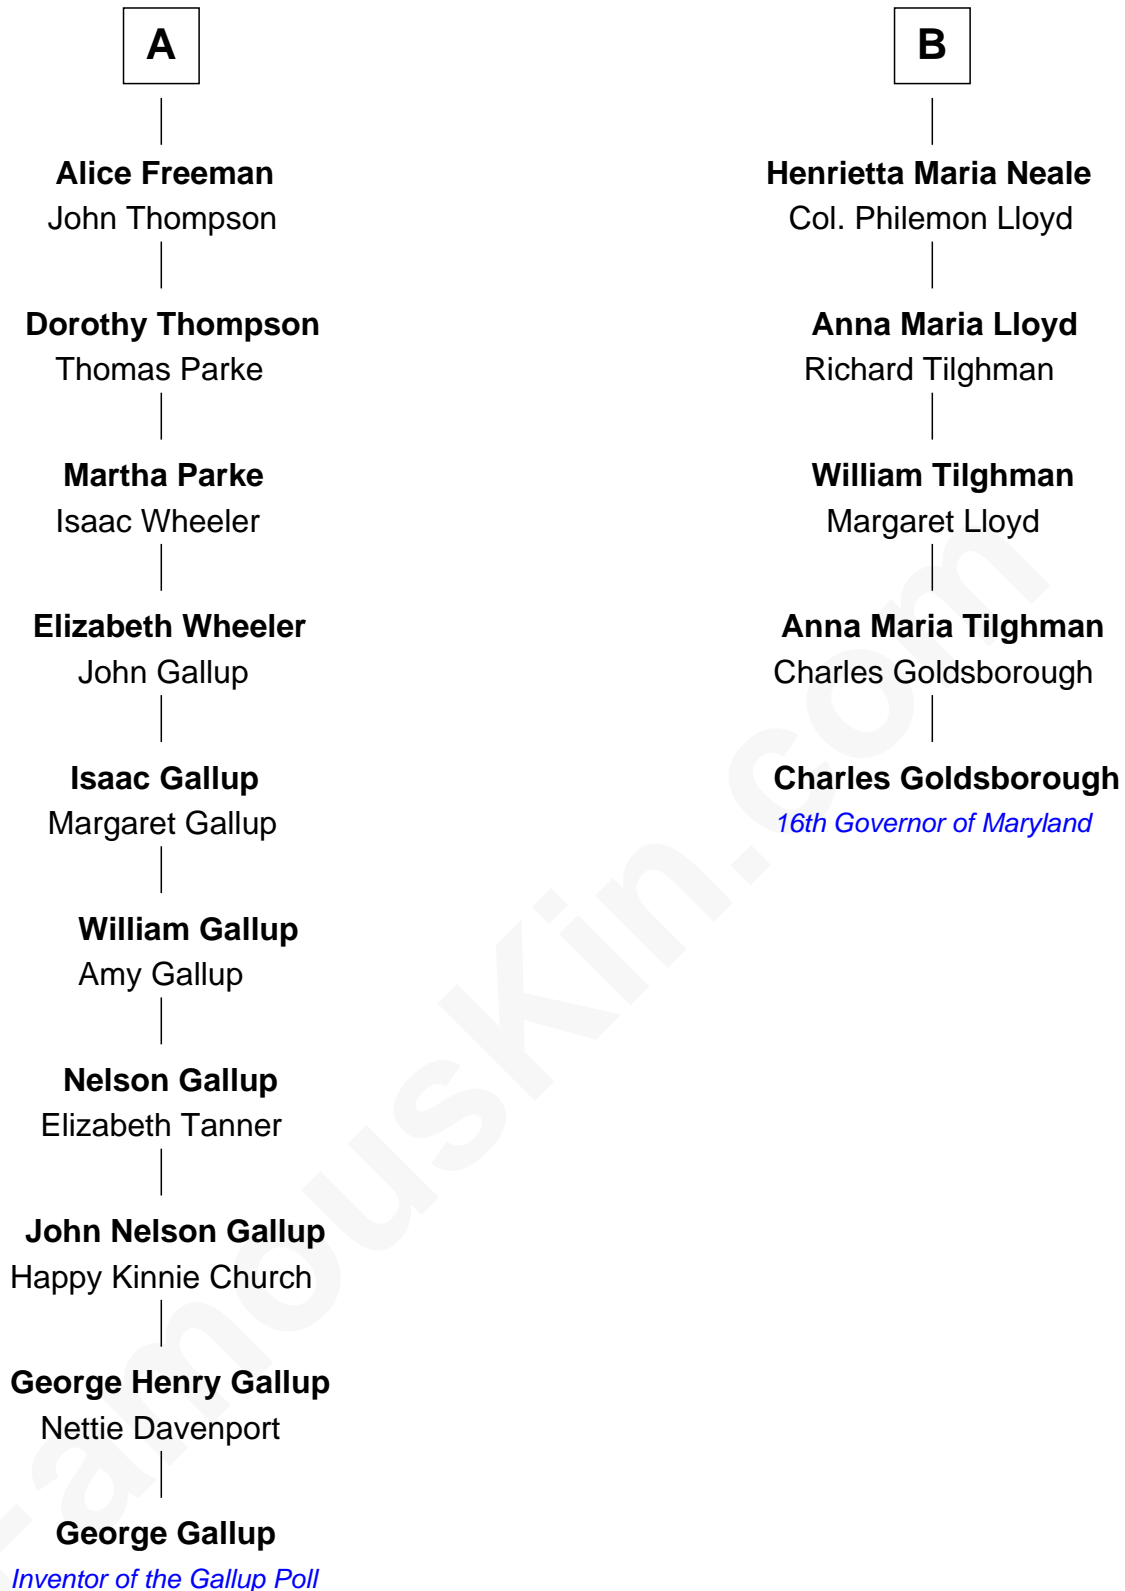 A
Alice Freeman
John Thompson
Dorothy Thompson
Thomas Parke
Martha Parke
Isaac Wheeler
Elizabeth Wheeler
John Gallup
Isaac Gallup
Margaret Gallup
William Gallup
Amy Gallup
Nelson Gallup
Elizabeth Tanner
John Nelson Gallup
Happy Kinnie Church
George Henry Gallup
Nettie Davenport
George Gallup
Inventor of the Gallup Poll
B
Henrietta Maria Neale
Col. Philemon Lloyd
Anna Maria Lloyd
Richard Tilghman
William Tilghman
Margaret Lloyd
Anna Maria Tilghman
Charles Goldsborough
Charles Goldsborough
16th Governor of Maryland
FamousKin.com